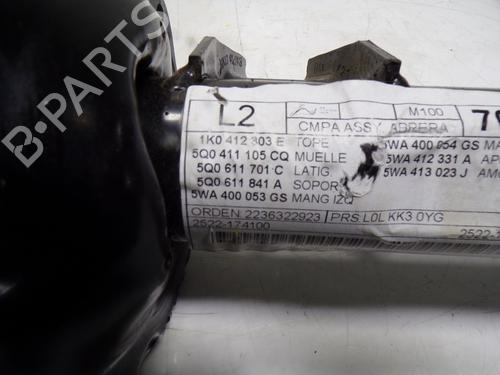 L2 M100
CMPA ASSY. ADRERA
1K0 412 303 E TOPE 5WA 400 054 GS
5Q0 411 105 CQ MUELLE 5WA 412 331 A
5Q0 611 701 C LATIG. 5WA 413 023 J
5Q0 611 841 A SOPOR
5WA 400 053 GS MANG IZQ
ORDEN 2236322923 PRS L0L KK3 0YG
2522-174100
B PARTS